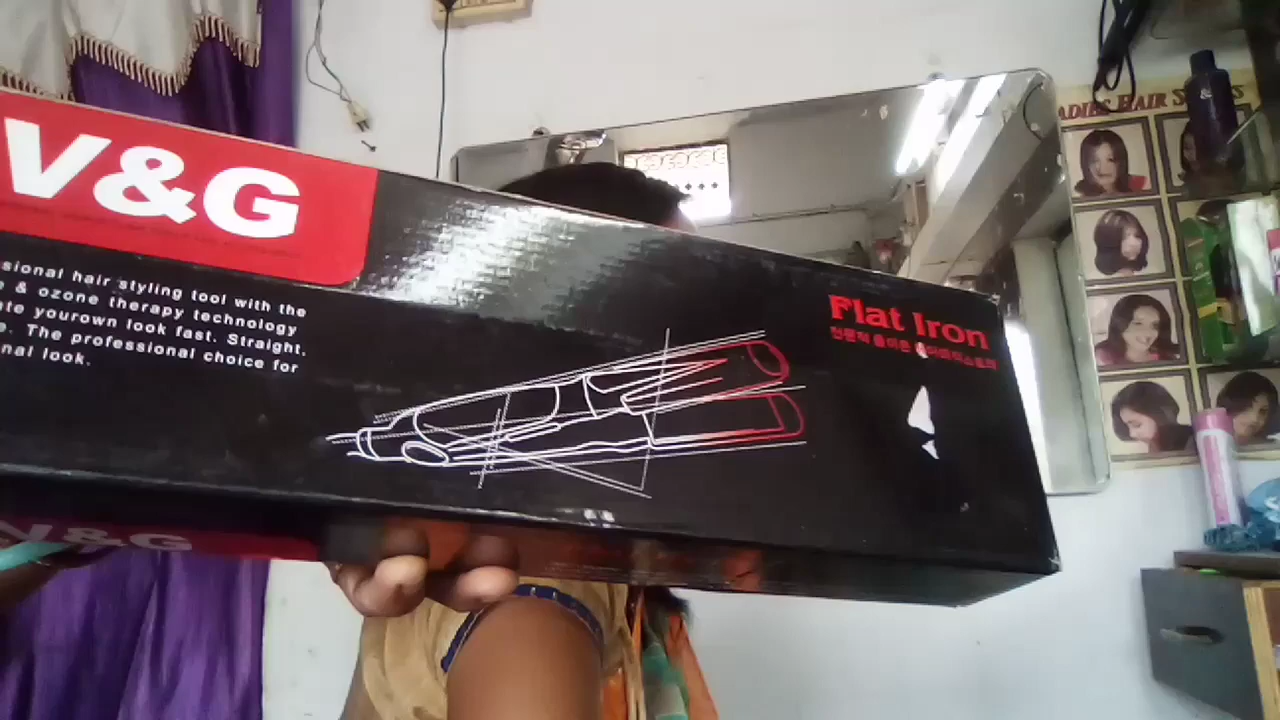 V&G
sional hair styling tool with the
& ozone therapy technology
ate yourown look fast. Straight.
e. The professional choice for
nal look.
Flat Iron
V&G
ADIES HAIR S